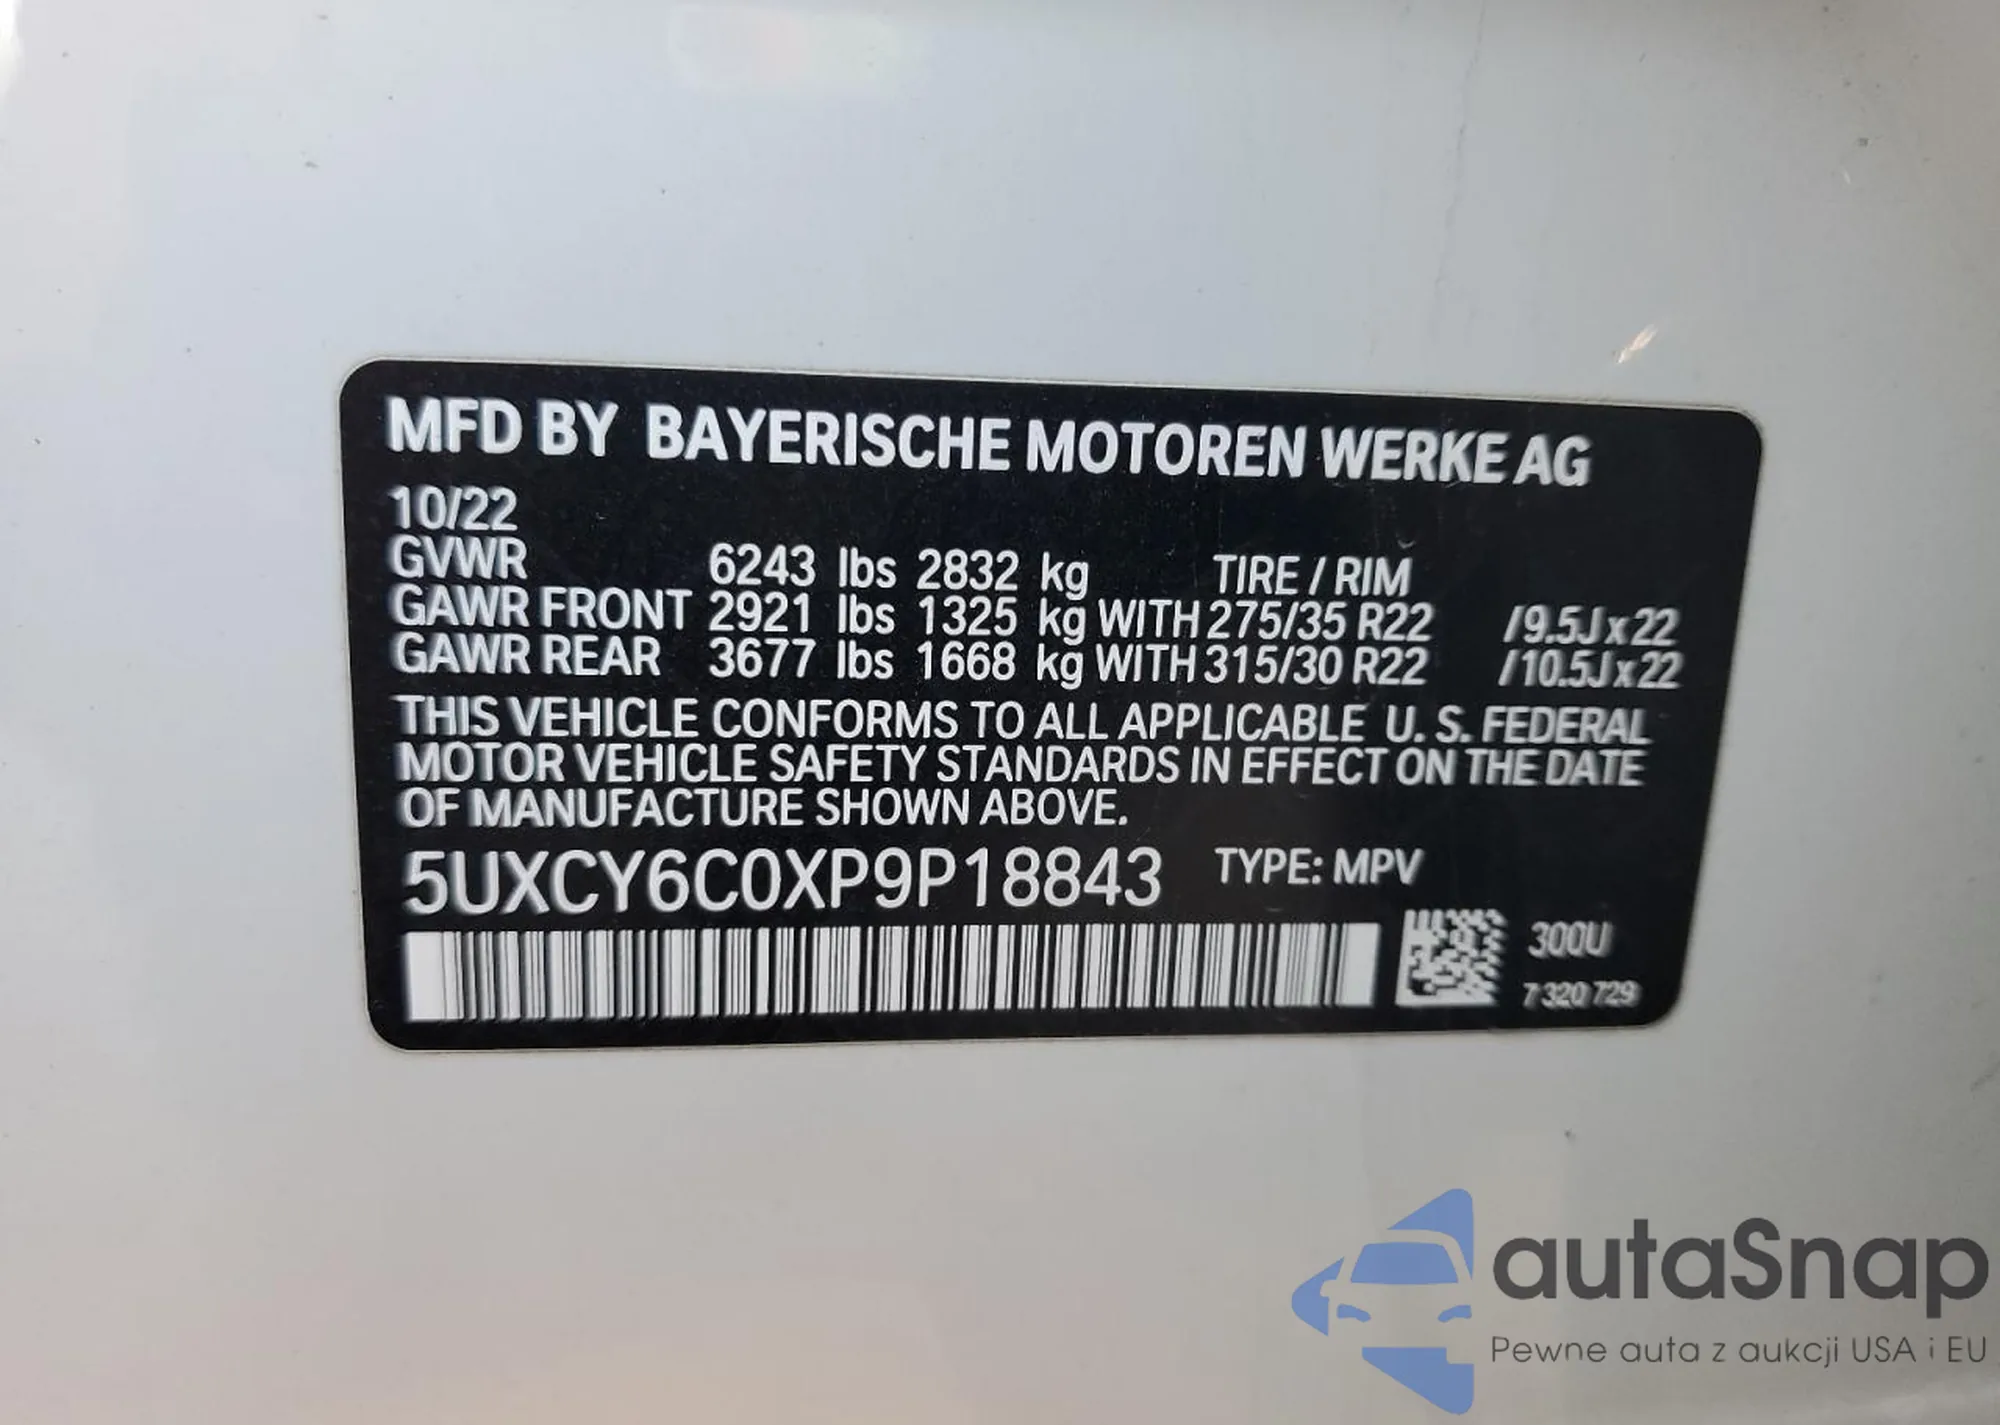 MFD BY BAYERISCHE MOTOREN WERKE AG
10/22
GVWR 6243 lbs 2832 kg TIRE / RIM
GAWR FRONT 2921 lbs 1325 kg WITH 275/35 R22 /9.5J x 22
GAWR REAR 3677 lbs 1668 kg WITH 315/30 R22 /10.5J x 22
THIS VEHICLE CONFORMS TO ALL APPLICABLE U. S. FEDERAL
MOTOR VEHICLE SAFETY STANDARDS IN EFFECT ON THE DATE
OF MANUFACTURE SHOWN ABOVE.
5UXCY6C0XP9P18843 TYPE: MPV
300U
7 320 729
autaSnap
Pewne auta z aukcji USA i EU